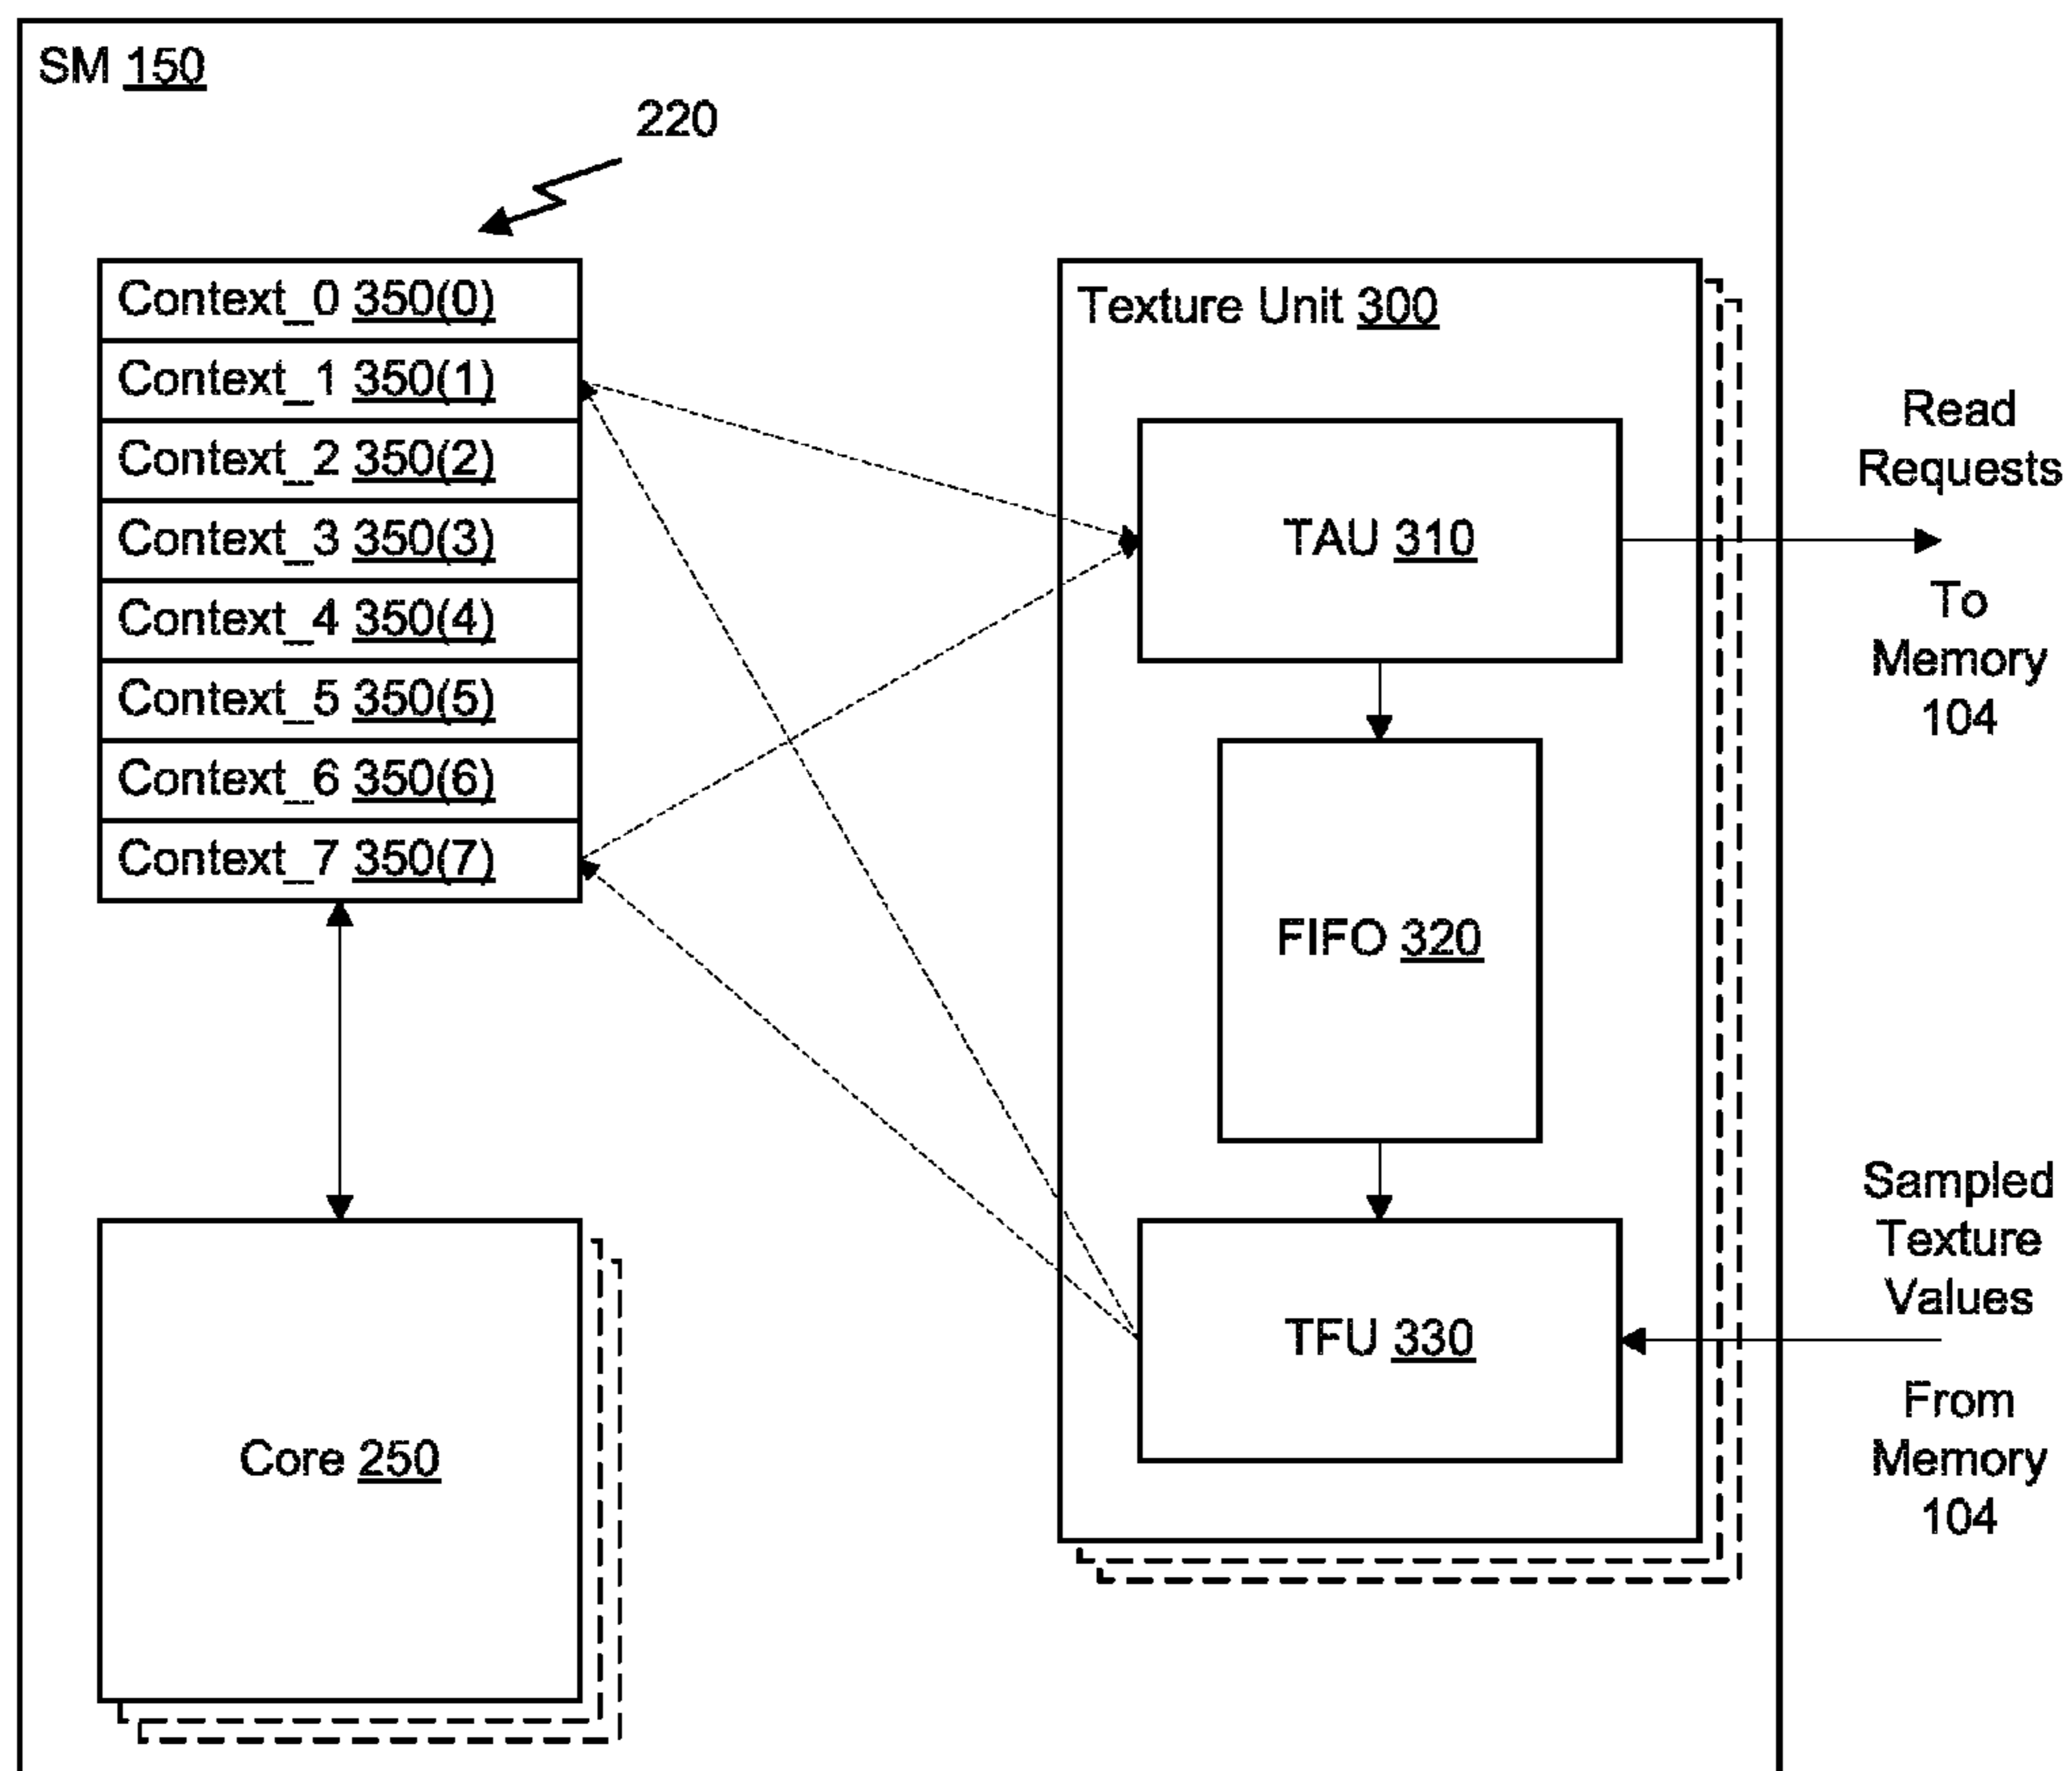 SM 150
220
Context_0 350(0)
Context_1 350(1)
Context_2 350(2)
Context_3 350(3)
Context_4 350(4)
Context_5 350(5)
Context_6 350(6)
Context_7 350(7)
Core 250
Texture Unit 300
TAU 310
FIFO 320
TFU 330
Read
Requests
To
Memory
104
Sampled
Texture
Values
From
Memory
104